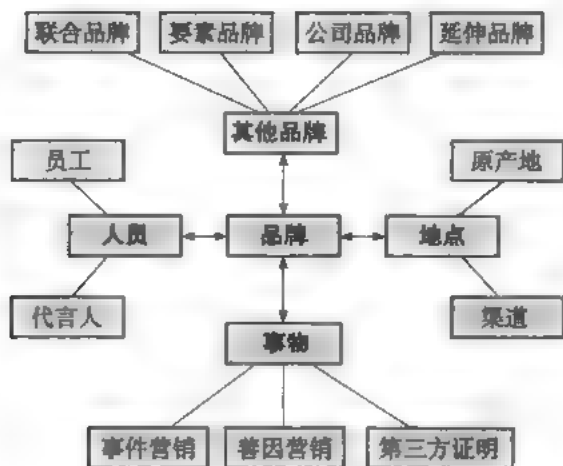 联合品牌 要素品牌 公司品牌 延伸品牌
其他品牌
员工 原产地
人员 品牌 地点
代言人 渠道
事物
事件营销 善因营销 第三方证明